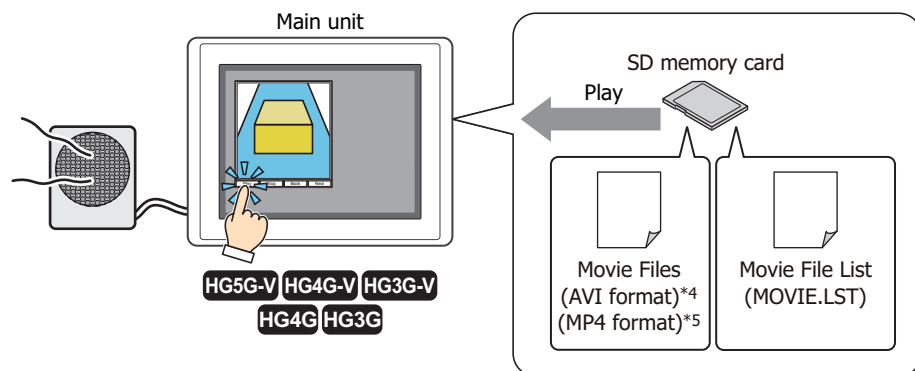 Main unit
SD memory card
Play
Play
Stop
Back
Next
HG5G-V HG4G-V HG3G-V
HG4G HG3G
Movie Files
(AVI format)*4
(MP4 format)*5
Movie File List
(MOVIE.LST)